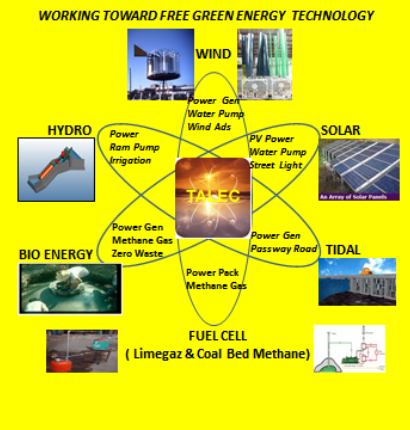 WORKING TOWARD FREE GREEN ENERGY TECHNOLOGY
WIND
Power Gen
Water Pump
Wind Ads
HYDRO
Power
Ram Pump
Irrigation
SOLAR
PV Power
Water Pump
Street Light
An Array of Solar Panels
TALEC
Power Gen
Methane Gas
Zero Waste
Power Gen
Passway Road
BIO ENERGY
TIDAL
Power Pack
Methane Gas
FUEL CELL
( Limegaz & Coal Bed Methane)